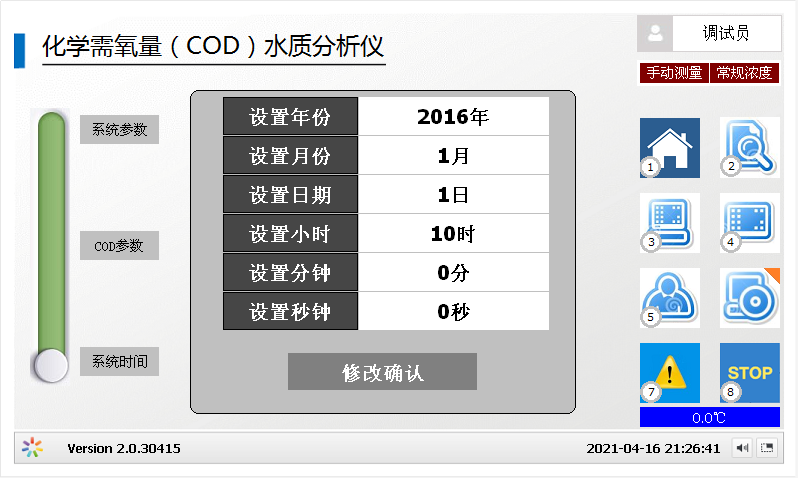 化学需氧量（COD）水质分析仪
调试员
手动测量 常规浓度
系统参数
COD参数
系统时间
设置年份 2016年
设置月份 1月
设置日期 1日
设置小时 10时
设置分钟 0分
设置秒钟 0秒
修改确认
1 2
3 4
5
7 STOP 8
0.0℃
Version 2.0.30415 2021-04-16 21:26:41